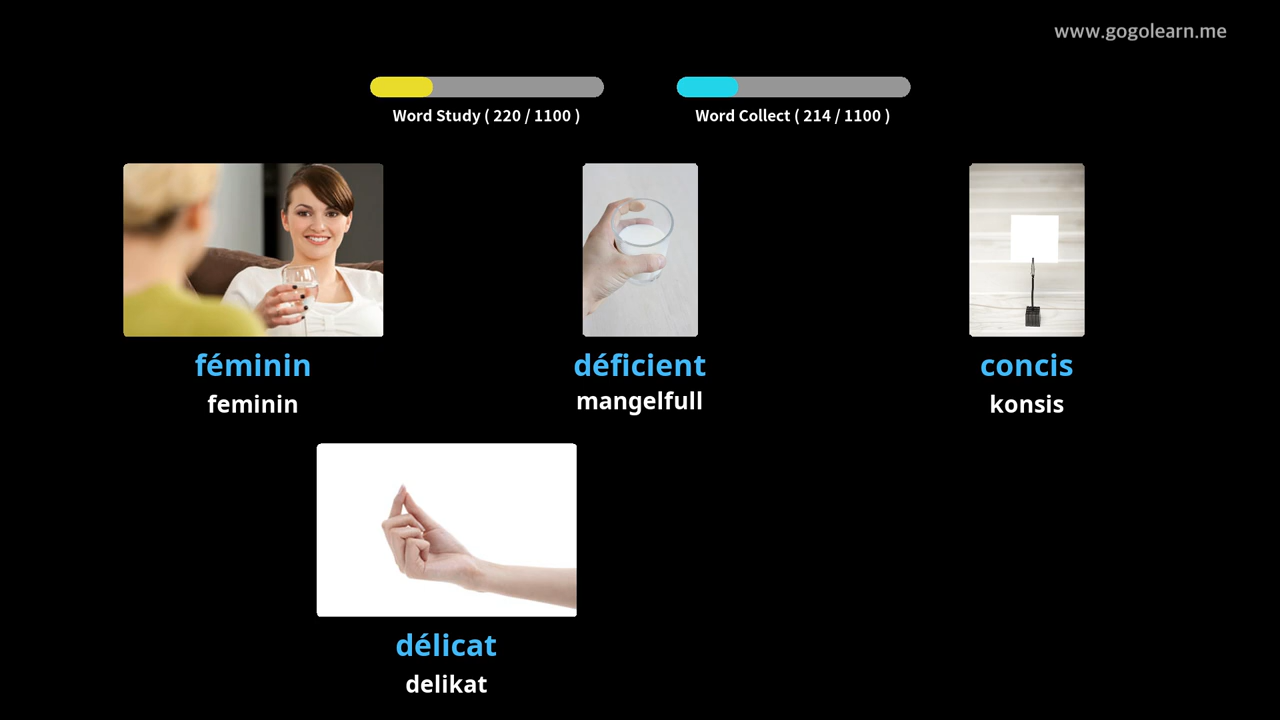 www.gogolearn.me
Word Study ( 220 / 1100 )
Word Collect ( 214 / 1100 )
féminin
feminin
déficient
mangelfull
concis
konsis
délicat
delikat